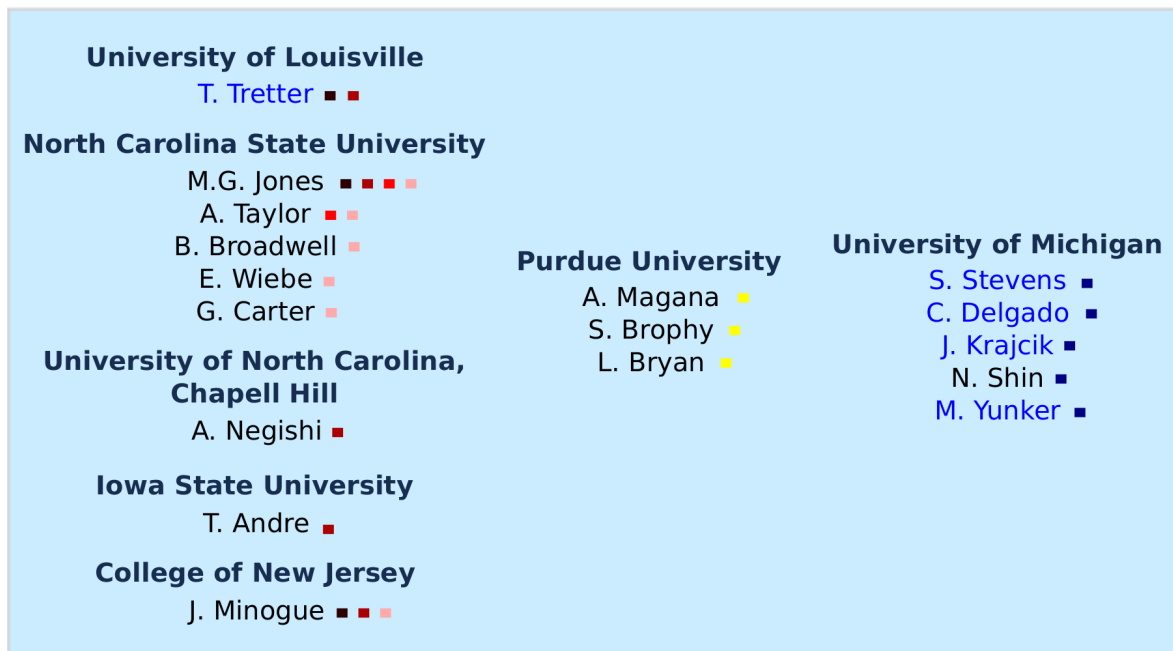 University of Louisville
T. Tretter
North Carolina State University
M.G. Jones
A. Taylor
B. Broadwell
E. Wiebe
G. Carter
University of North Carolina,
Chapell Hill
A. Negishi
Iowa State University
T. Andre
College of New Jersey
J. Minogue
Purdue University
A. Magana
S. Brophy
L. Bryan
University of Michigan
S. Stevens
C. Delgado
J. Krajcik
N. Shin
M. Yunker